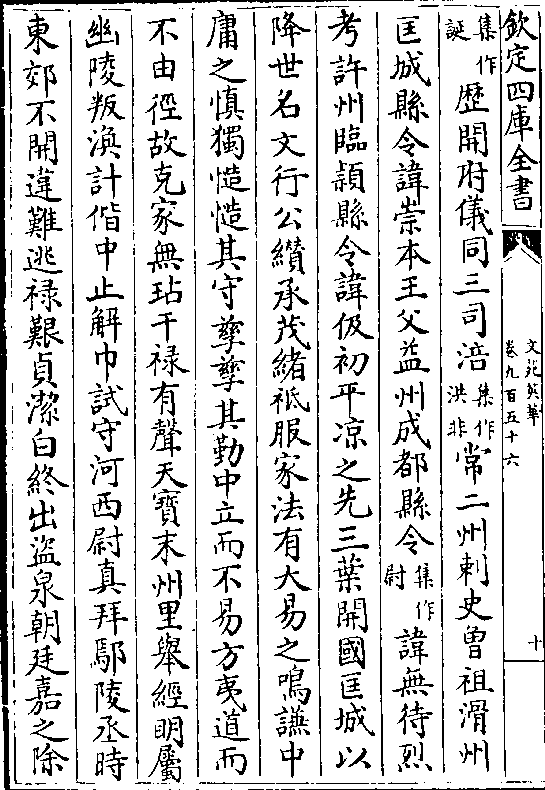 欽定四庫全書
文苑英華
卷九百五十六
十
集作
誕
歴開府儀同三司涪
集作
洪非
常二州刺史曽祖滑州
匡城縣令諱崇本王父益州成都縣令
集作
尉
諱無待烈
考許州臨潁縣令諱伋初平凉之先三葉開國匡城以
降世名文行公纘承茂緒祗服家法有大易之鳴謙中
庸之慎獨慥慥其守孳孳其勤中立而不易方夷道而
不由徑故克家無玷干禄有聲天寳末州里舉經明屬
幽陵叛渙計偕中止解巾試守河西尉真拜鄢陵丞時
東郊不開違難逃禄艱貞潔白終出盜泉朝廷嘉之除